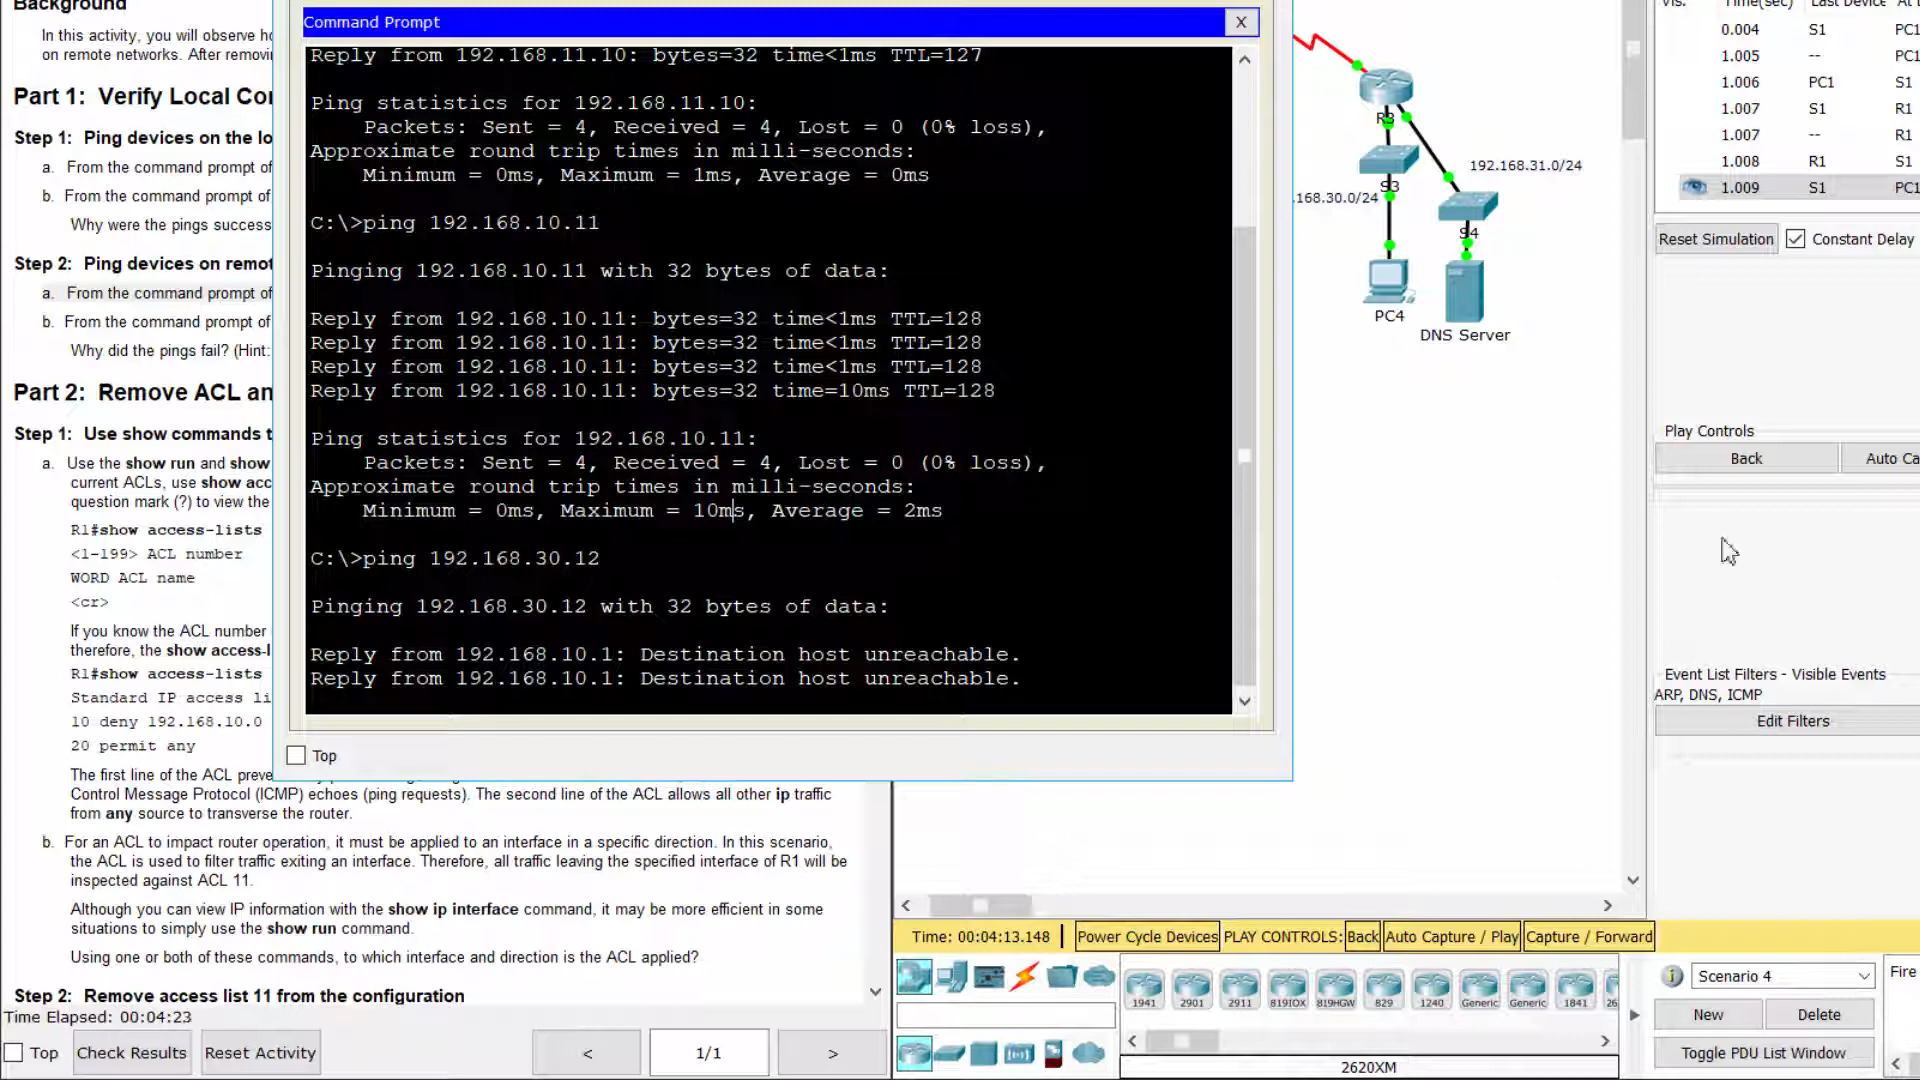 Background
In this activity, you will observe ho
on remote networks. After removi
Part 1: Verify Local Con
Step 1: Ping devices on the lo
a. From the command prompt of
b. From the command prompt of
Why were the pings success
Step 2: Ping devices on remot
a. From the command prompt of
b. From the command prompt of
Why did the pings fail? (Hint:
Part 2: Remove ACL an
Step 1: Use show commands t
a. Use the show run and show
current ACLs, use show acc
question mark (?) to view the
R1#show access-lists
<1-199> ACL number
WORD ACL name
<cr>
If you know the ACL number
therefore, the show access-l
R1#show access-lists
Standard IP access li
10 deny 192.168.10.0
20 permit any
The first line of the ACL preve
Control Message Protocol (ICMP) echoes (ping requests). The second line of the ACL allows all other ip traffic
from any source to transverse the router.
b. For an ACL to impact router operation, it must be applied to an interface in a specific direction. In this scenario,
the ACL is used to filter traffic exiting an interface. Therefore, all traffic leaving the specified interface of R1 will be
inspected against ACL 11.
Although you can view IP information with the show ip interface command, it may be more efficient in some
situations to simply use the show run command.
Using one or both of these commands, to which interface and direction is the ACL applied?
Step 2: Remove access list 11 from the configuration
Time Elapsed: 00:04:23
Top
Check Results
Reset Activity
<
1/1
>
Command Prompt
X
Reply from 192.168.11.10: bytes=32 time<1ms TTL=127
Ping statistics for 192.168.11.10:
Packets: Sent = 4, Received = 4, Lost = 0 (0% loss),
Approximate round trip times in milli-seconds:
Minimum = 0ms, Maximum = 1ms, Average = 0ms
C:\>ping 192.168.10.11
Pinging 192.168.10.11 with 32 bytes of data:
Reply from 192.168.10.11: bytes=32 time<1ms TTL=128
Reply from 192.168.10.11: bytes=32 time<1ms TTL=128
Reply from 192.168.10.11: bytes=32 time<1ms TTL=128
Reply from 192.168.10.11: bytes=32 time=10ms TTL=128
Ping statistics for 192.168.10.11:
Packets: Sent = 4, Received = 4, Lost = 0 (0% loss),
Approximate round trip times in milli-seconds:
Minimum = 0ms, Maximum = 10ms, Average = 2ms
C:\>ping 192.168.30.12
Pinging 192.168.30.12 with 32 bytes of data:
Reply from 192.168.10.1: Destination host unreachable.
Reply from 192.168.10.1: Destination host unreachable.
Top
R3
192.168.31.0/24
S3
.168.30.0/24
S4
PC4
DNS Server
Vis. Time(sec) Last Device At D
0.004 S1 PC1
1.005 -- PC1
1.006 PC1 S1
1.007 S1 R1
1.007 -- R1
1.008 R1 S1
1.009 S1 PC1
Reset Simulation
Constant Delay
Play Controls
Back
Auto Ca
Event List Filters - Visible Events
ARP, DNS, ICMP
Edit Filters
Time: 00:04:13.148
Power Cycle Devices
PLAY CONTROLS:
Back
Auto Capture / Play
Capture / Forward
1941
2901
2911
819IOX
819HGW
829
1240
Generic
Generic
1841
26
2620XM
i
Scenario 4
Fire
New
Delete
Toggle PDU List Window